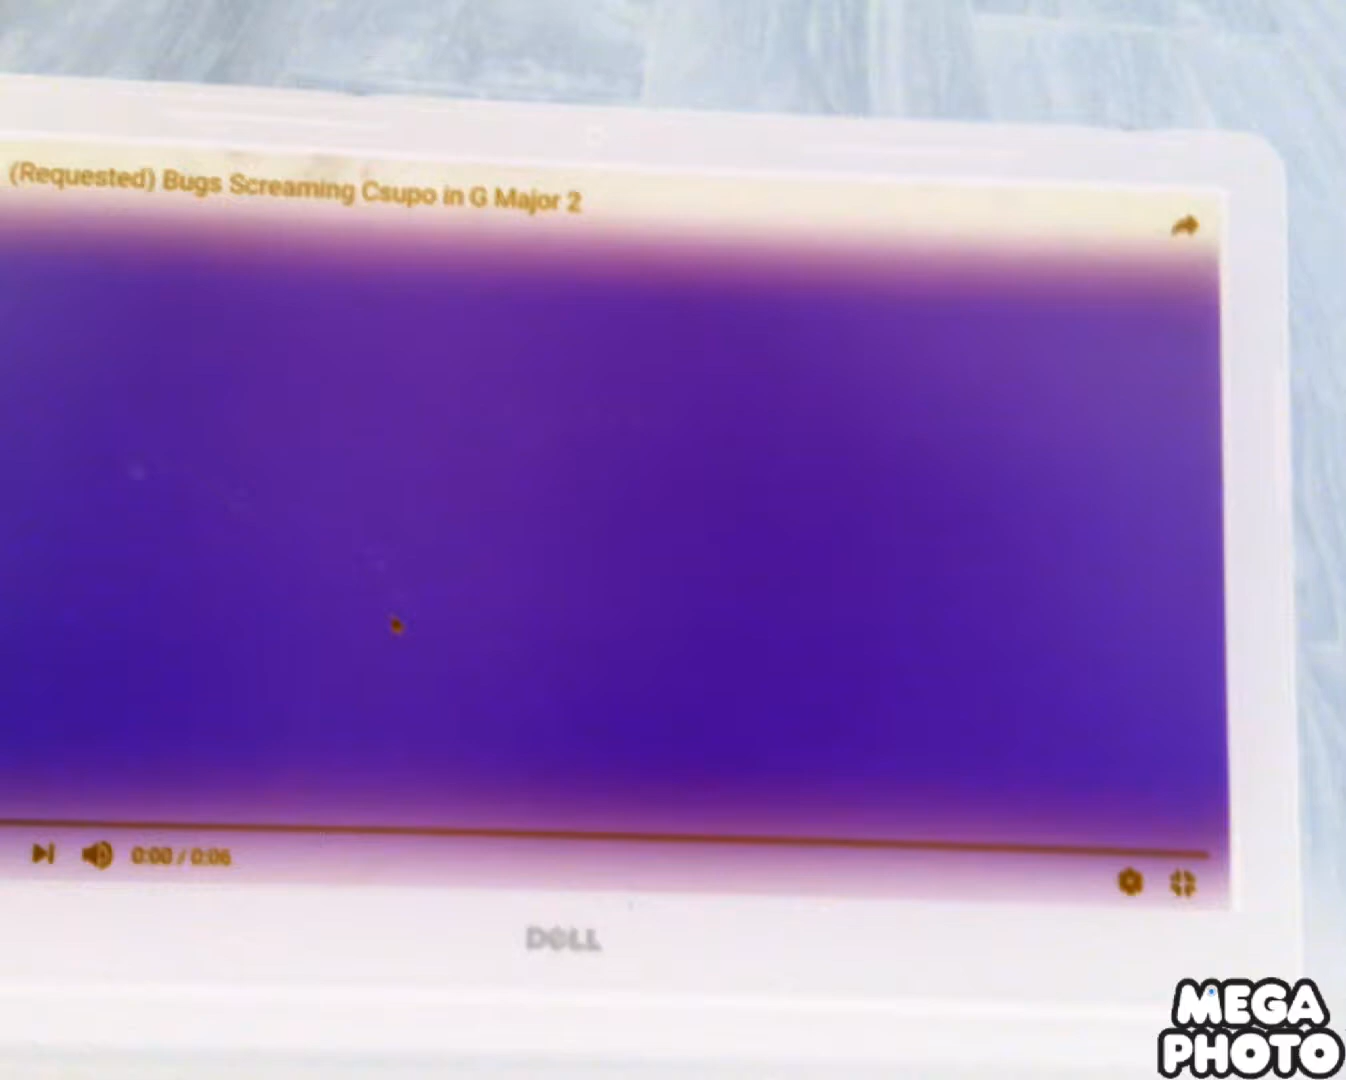 (Requested) Bugs Screaming Csupo in G Major 2
0:00 / 0:06
DELL
MEGA
PHOTO